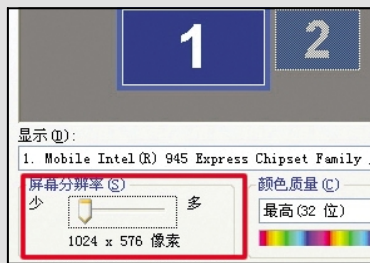 1 2
显示(D):
1. Mobile Intel(R) 945 Express Chipset Family
屏幕分辨率(S) 颜色质量(C)
少 多 最高(32 位)
1024 x 576 像素